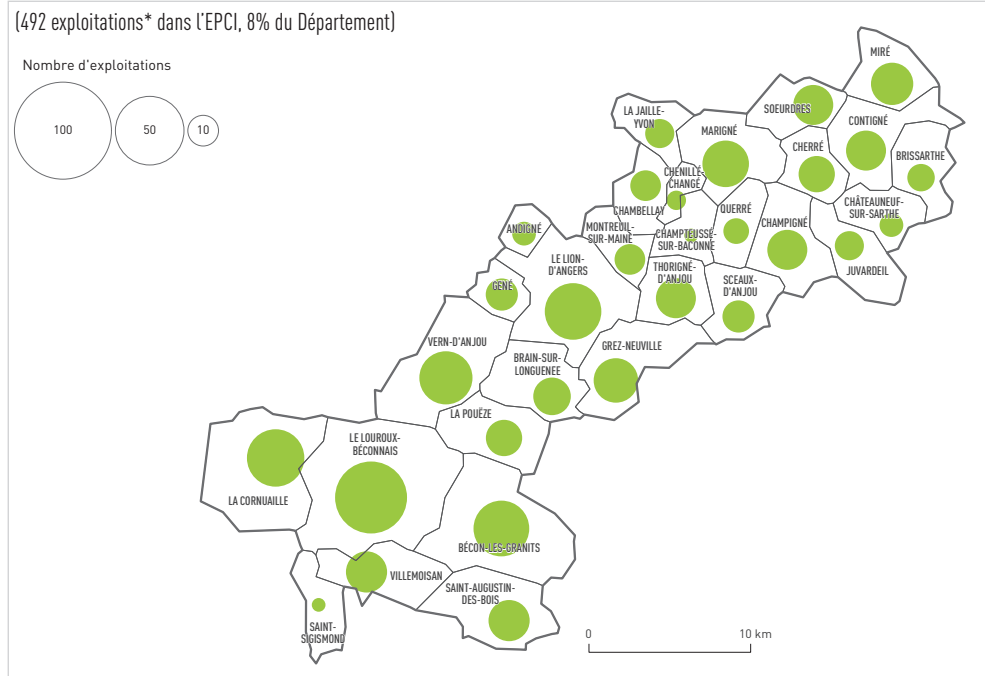 (492 exploitations* dans l'EPCI, 8% du Département)
Nombre d'exploitations
100
50
10
MIRÉ
LA JAILLE-
YVON
SOEURDRES
MARIGNÉ
CONTIGNÉ
CHERRÉ
BRISSARTHE
CHENILLÉ-
CHANGÉ
CHAMBELLAY
QUERRÉ
CHÂTEAUNEUF-
SUR-SARTHE
ANDIGNÉ
MONTREUIL-
SUR-MAINE
CHAMPTEUSSÉ-
SUR-BACONNE
CHAMPIGNÉ
JUVARDEIL
LE LION-
D'ANGERS
THORIGNÉ-
D'ANJOU
SCEAUX-
D'ANJOU
GENÉ
VERN-D'ANJOU
BRAIN-SUR-
LONGUENEE
GREZ-NEUVILLE
LA POUËZE
LE LOUROUX-
BÉCONNAIS
LA CORNUAILLE
BÉCON-LES-GRANITS
VILLEMOISAN
SAINT-AUGUSTIN-
DES-BOIS
SAINT-
SIGISMOND
0
10 km